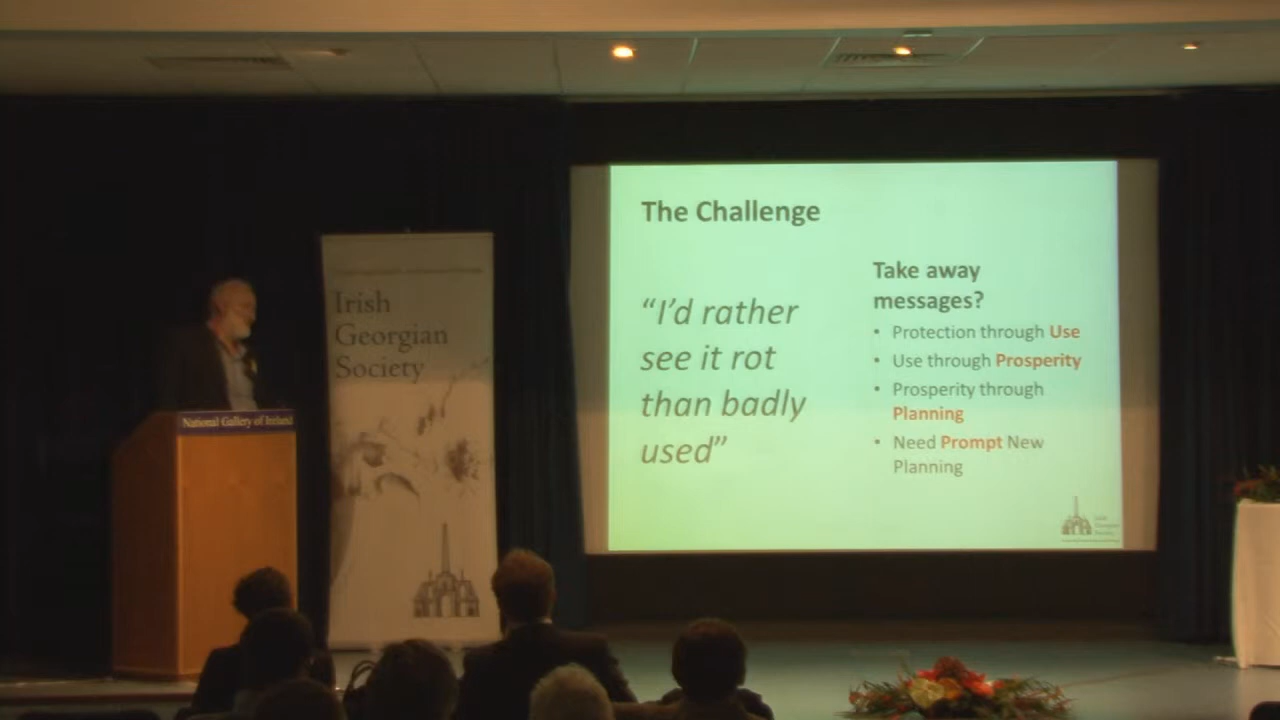 The Challenge
“I’d rather
see it rot
than badly
used”
Take away
messages?
• Protection through Use
• Use through Prosperity
• Prosperity through
Planning
• Need Prompt New
Planning
Irish
Georgian
Society
National Gallery of Ireland